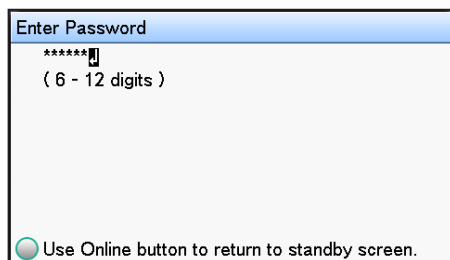 Enter Password
******↲
( 6 - 12 digits )
Use Online button to return to standby screen.